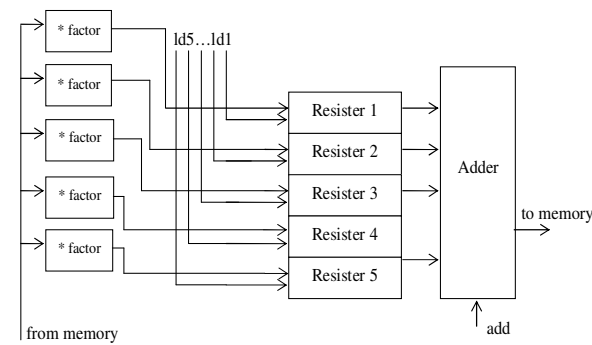 * factor
ld5…ld1
* factor
* factor
* factor
* factor
Resister 1
Resister 2
Resister 3
Resister 4
Resister 5
Adder
to memory
add
from memory